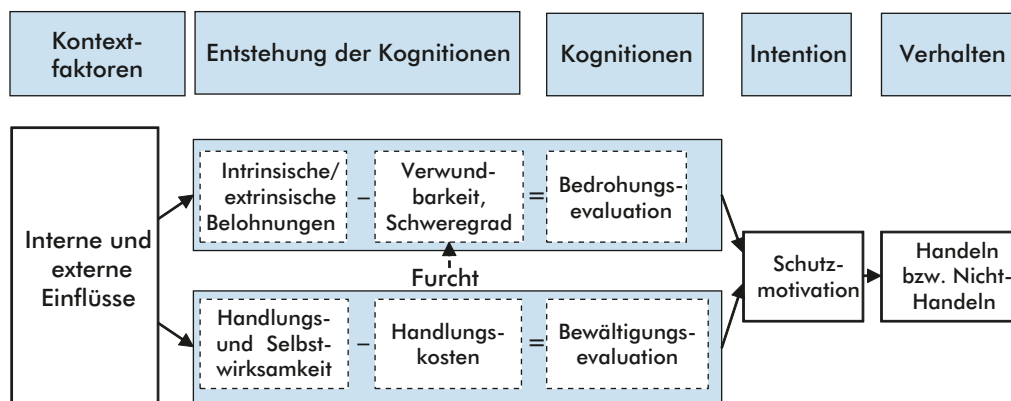 Kontext-
faktoren
Entstehung der Kognitionen
Kognitionen
Intention
Verhalten
Interne und
externe
Einflüsse
Intrinsische/
extrinsische
Belohnungen
–
Verwund-
barkeit,
Schweregrad
=
Bedrohungs-
evaluation
Furcht
Handlungs-
und Selbst-
wirksamkeit
–
Handlungs-
kosten
=
Bewältigungs-
evaluation
Schutz-
motivation
Handeln
bzw. Nicht-
Handeln